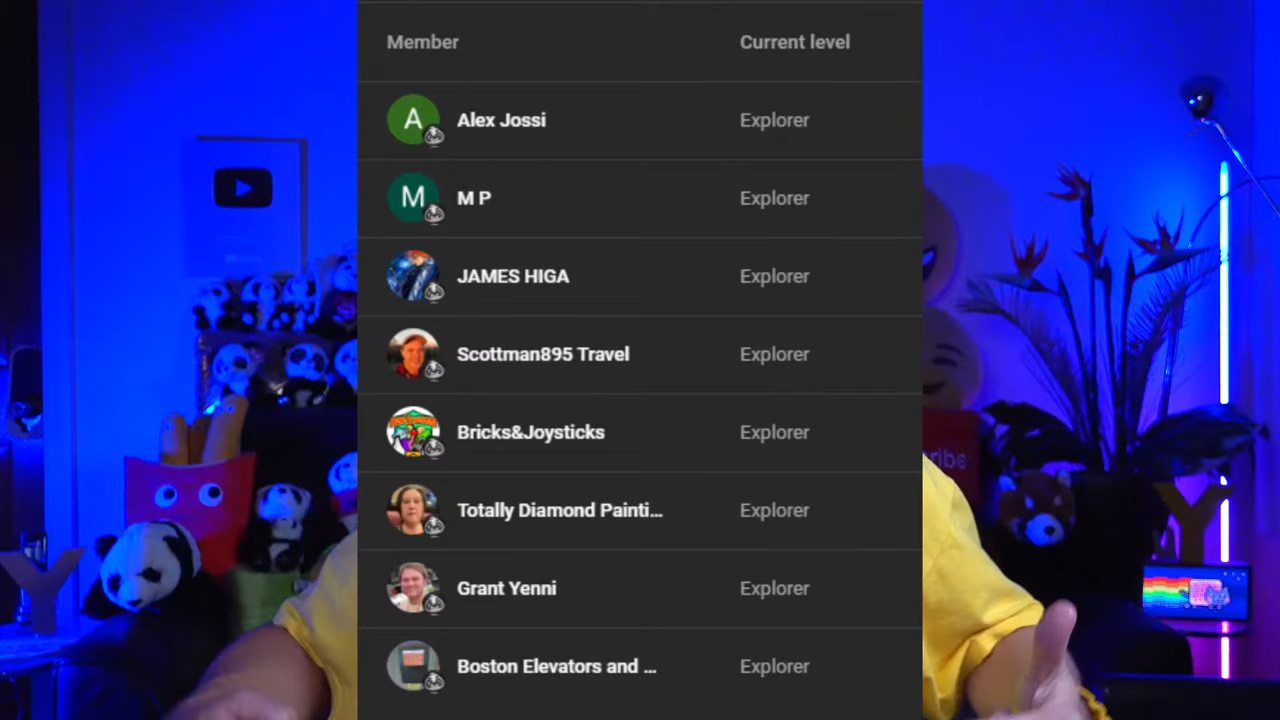 Member Current level
A Alex Jossi Explorer
M M P Explorer
JAMES HIGA Explorer
Scottman895 Travel Explorer
Bricks&Joysticks Explorer
Totally Diamond Painti... Explorer
Grant Yenni Explorer
Boston Elevators and ... Explorer
ribe
Y
Y